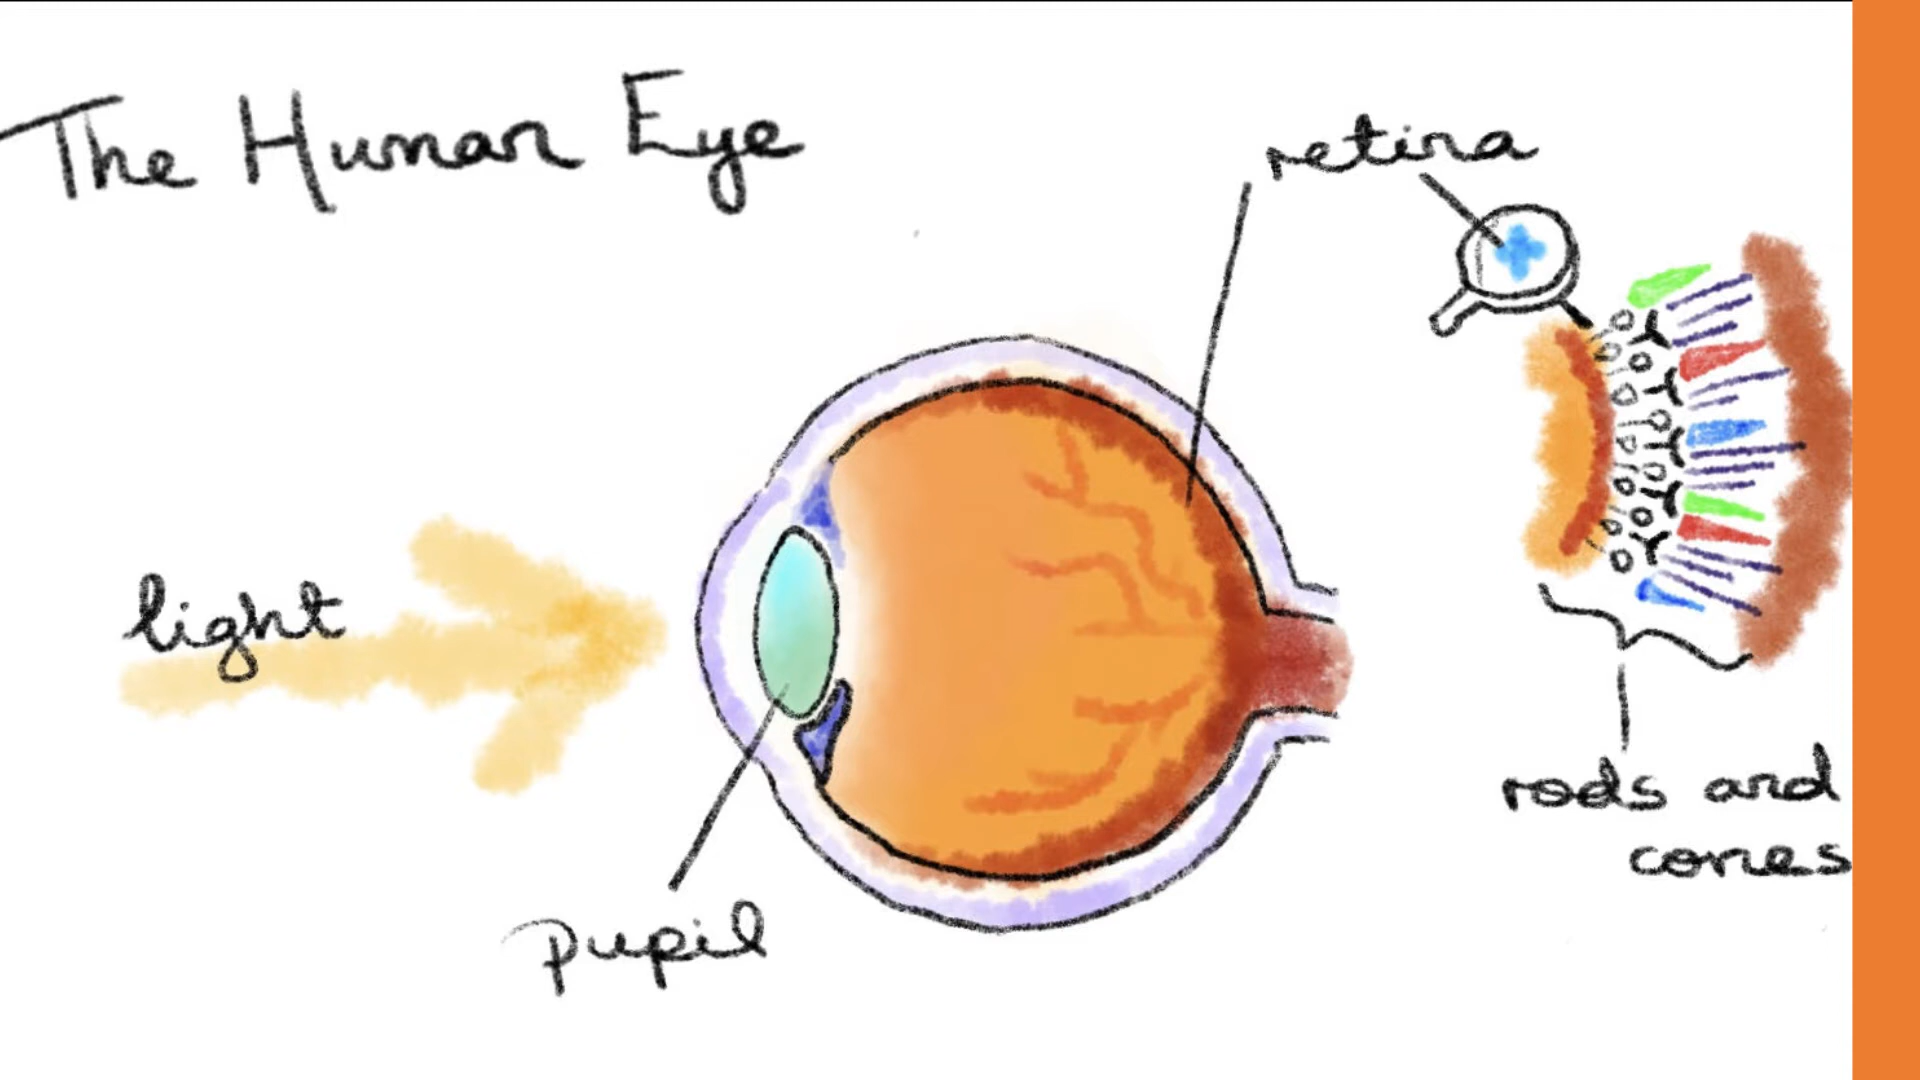 The Human Eye
retina
light
rods and
cones
pupil